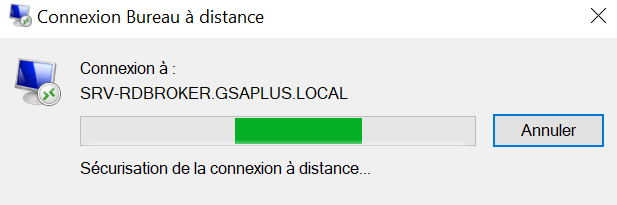 Connexion Bureau à distance
Connexion à :
SRV-RDBROKER.GSAPLUS.LOCAL
Annuler
Sécurisation de la connexion à distance...